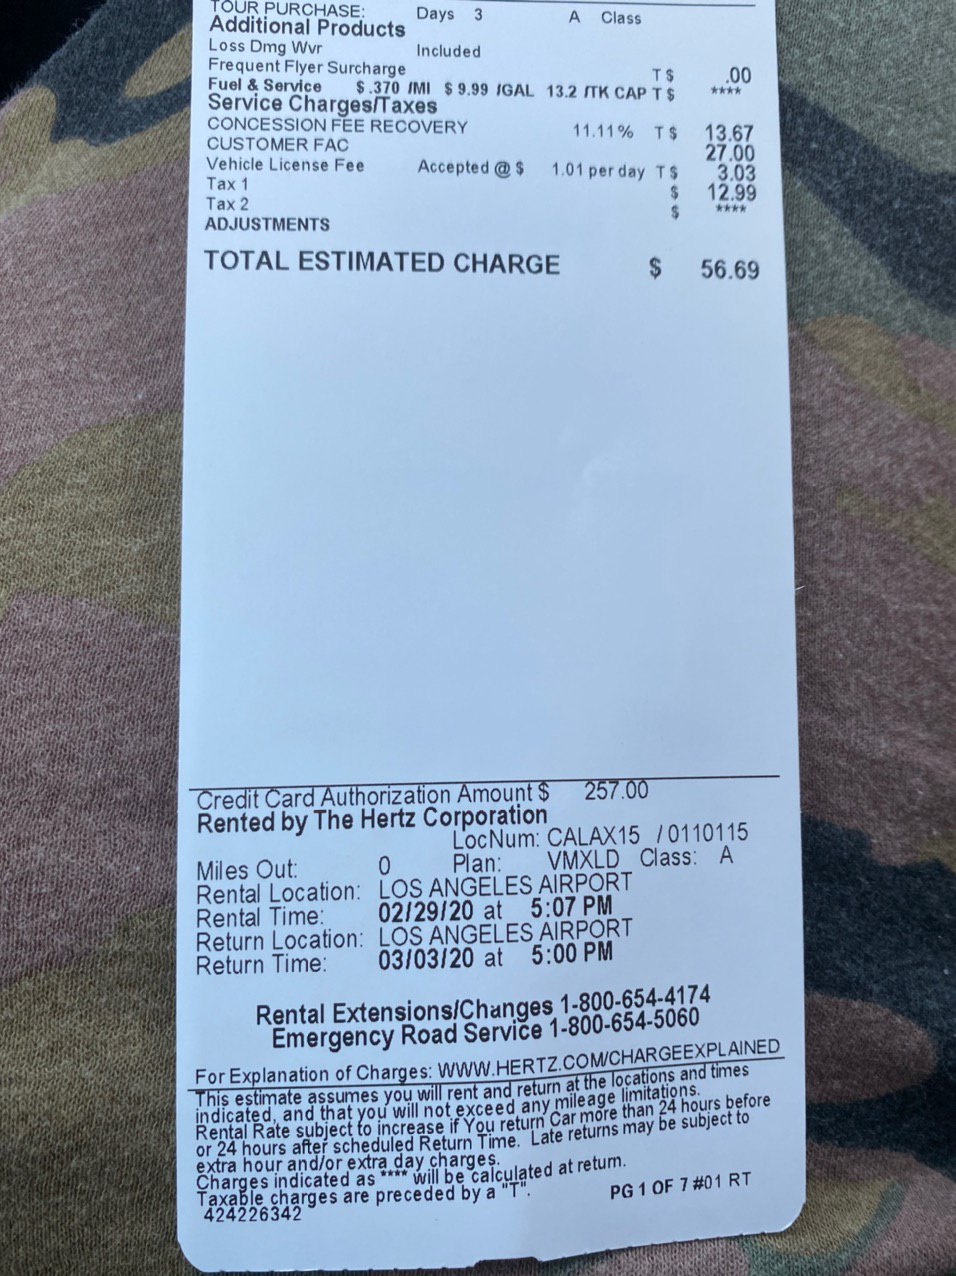 TOUR PURCHASE: Days 3 A Class
Additional Products
Loss Dmg Wvr Included
Frequent Flyer Surcharge T $ .00
Fuel & Service $ .370 /MI $ 9.99 /GAL 13.2 /TK CAP T $ ****
Service Charges/Taxes
CONCESSION FEE RECOVERY 11.11% T $ 13.67
CUSTOMER FAC 27.00
Vehicle License Fee Accepted @ $ 1.01 per day T $ 3.03
Tax 1 $ 12.99
Tax 2 $ ****
ADJUSTMENTS
TOTAL ESTIMATED CHARGE $ 56.69
Credit Card Authorization Amount $ 257.00
Rented by The Hertz Corporation
LocNum: CALAX15 / 0110115
Miles Out: 0 Plan: VMXLD Class: A
Rental Location: LOS ANGELES AIRPORT
Rental Time: 02/29/20 at 5:07 PM
Return Location: LOS ANGELES AIRPORT
Return Time: 03/03/20 at 5:00 PM
Rental Extensions/Changes 1-800-654-4174
Emergency Road Service 1-800-654-5060
For Explanation of Charges: WWW.HERTZ.COM/CHARGEEXPLAINED
This estimate assumes you will rent and return at the locations and times
indicated, and that you will not exceed any mileage limitations.
Rental Rate subject to increase if You return Car more than 24 hours before
or 24 hours after scheduled Return Time. Late returns may be subject to
extra hour and/or extra day charges.
Charges indicated as **** will be calculated at return.
Taxable charges are preceded by a "T".
424226342 PG 1 OF 7 #01 RT